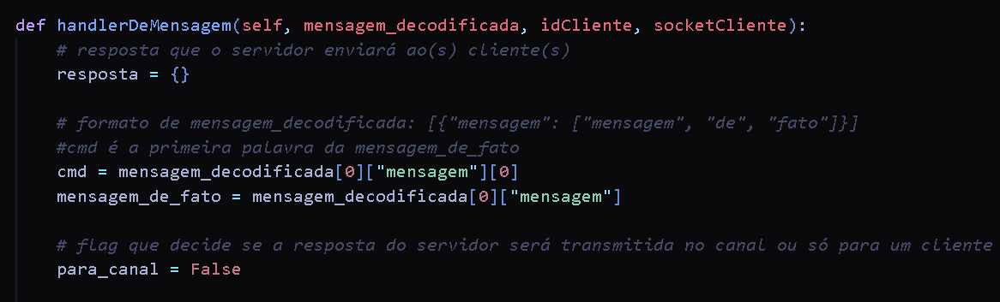 def handlerDeMensagem(self, mensagem_decodificada, idCliente, socketCliente):
# resposta que o servidor enviará ao(s) cliente(s)
resposta = {}
# formato de mensagem_decodificada: [{"mensagem": ["mensagem", "de", "fato"]}]
#cmd é a primeira palavra da mensagem_de_fato
cmd = mensagem_decodificada[0]["mensagem"][0]
mensagem_de_fato = mensagem_decodificada[0]["mensagem"]
# flag que decide se a resposta do servidor será transmitida no canal ou só para um cliente
para_canal = False